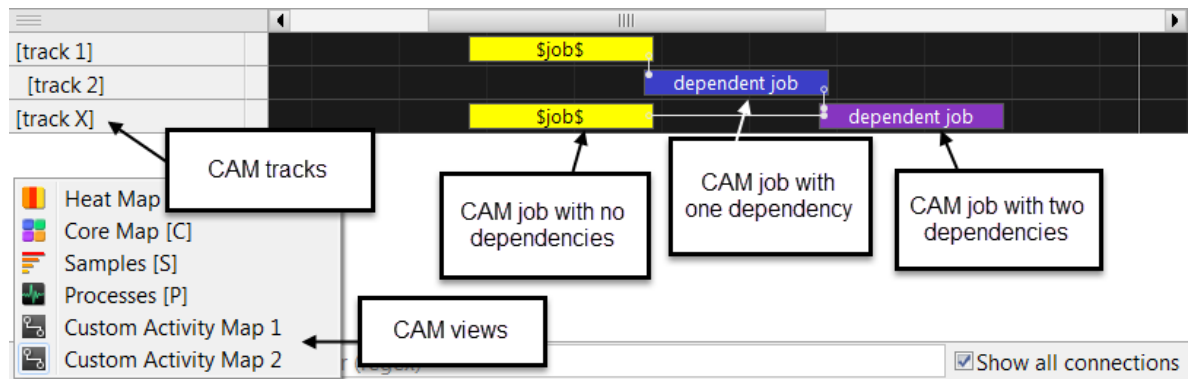 [track 1]
$job$
[track 2]
dependent job
[track X]
$job$
dependent job
CAM tracks
CAM job with no
dependencies
CAM job with
one dependency
CAM job with two
dependencies
Heat Map
Core Map [C]
Samples [S]
Processes [P]
Custom Activity Map 1
Custom Activity Map 2
CAM views
(regex)
Show all connections